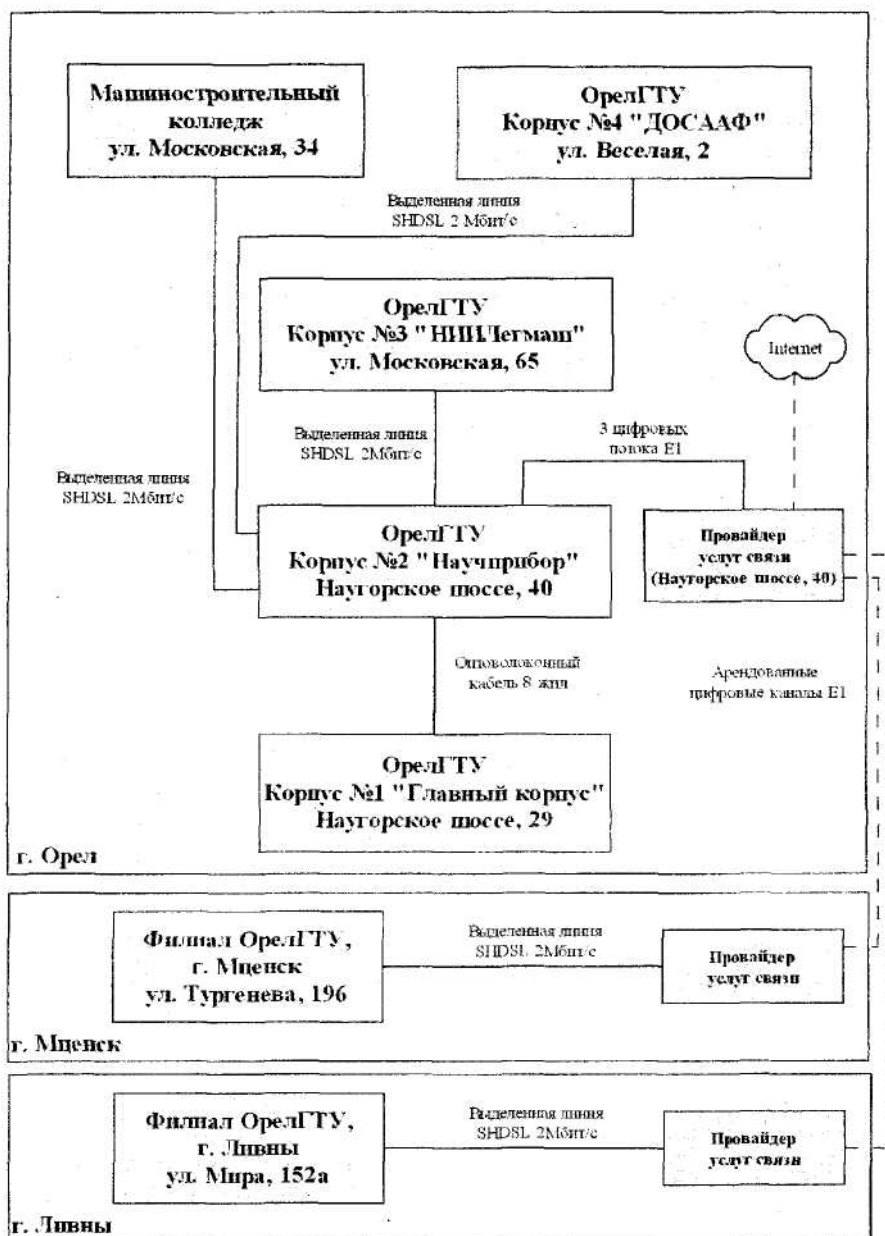 Машиностроительный
колледж
ул. Московская, 34
ОрелГТУ
Корпус №4 "ДОСААФ"
ул. Веселая, 2
Выделенная линия
SHDSL 2 Мбит/с
ОрелГТУ
Корпус №3 "НИИЛегмаш"
ул. Московская, 65
Internet
Выделенная линия
SHDSL 2Мбит/с
3 цифровых
потока E1
Выделенная линия
SHDSL 2Мбит/с
ОрелГТУ
Корпус №2 "Научприбор"
Наугорское шоссе, 40
Провайдер
услуг связи
(Наугорское шоссе, 40)
Оптоволоконный
кабель 8 жил
Арендованные
цифровые каналы E1
ОрелГТУ
Корпус №1 "Главный корпус"
Наугорское шоссе, 29
г. Орел
Филиал ОрелГТУ,
г. Мценск
ул. Тургенева, 196
Выделенная линия
SHDSL 2Мбит/с
Провайдер
услуг связи
г. Мценск
Филиал ОрелГТУ,
г. Ливны
ул. Мира, 152а
Выделенная линия
SHDSL 2Мбит/с
Провайдер
услуг связи
г. Ливны